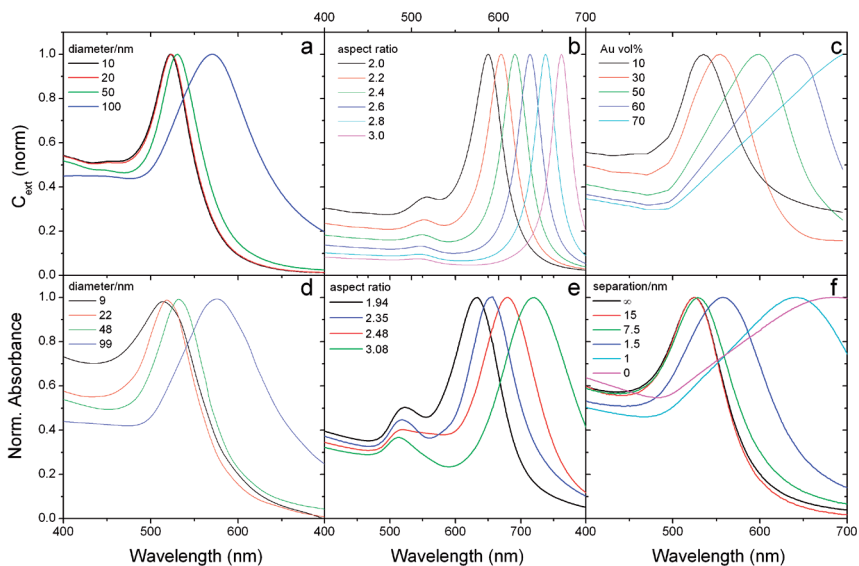 400 500 600 700
diameter/nm
10
20
50
100
a
aspect ratio
2.0
2.2
2.4
2.6
2.8
3.0
b
Au vol%
10
30
50
60
70
c
C_ext (norm)
1.0
0.8
0.6
0.4
0.2
0.0
diameter/nm
9
22
48
99
d
aspect ratio
1.94
2.35
2.48
3.08
e
separation/nm
∞
15
7.5
1.5
1
0
f
Norm. Absorbance
1.0
0.8
0.6
0.4
0.2
0.0
400 500 600 400 500 600 700 400 500 600 700
Wavelength (nm) Wavelength (nm) Wavelength (nm)